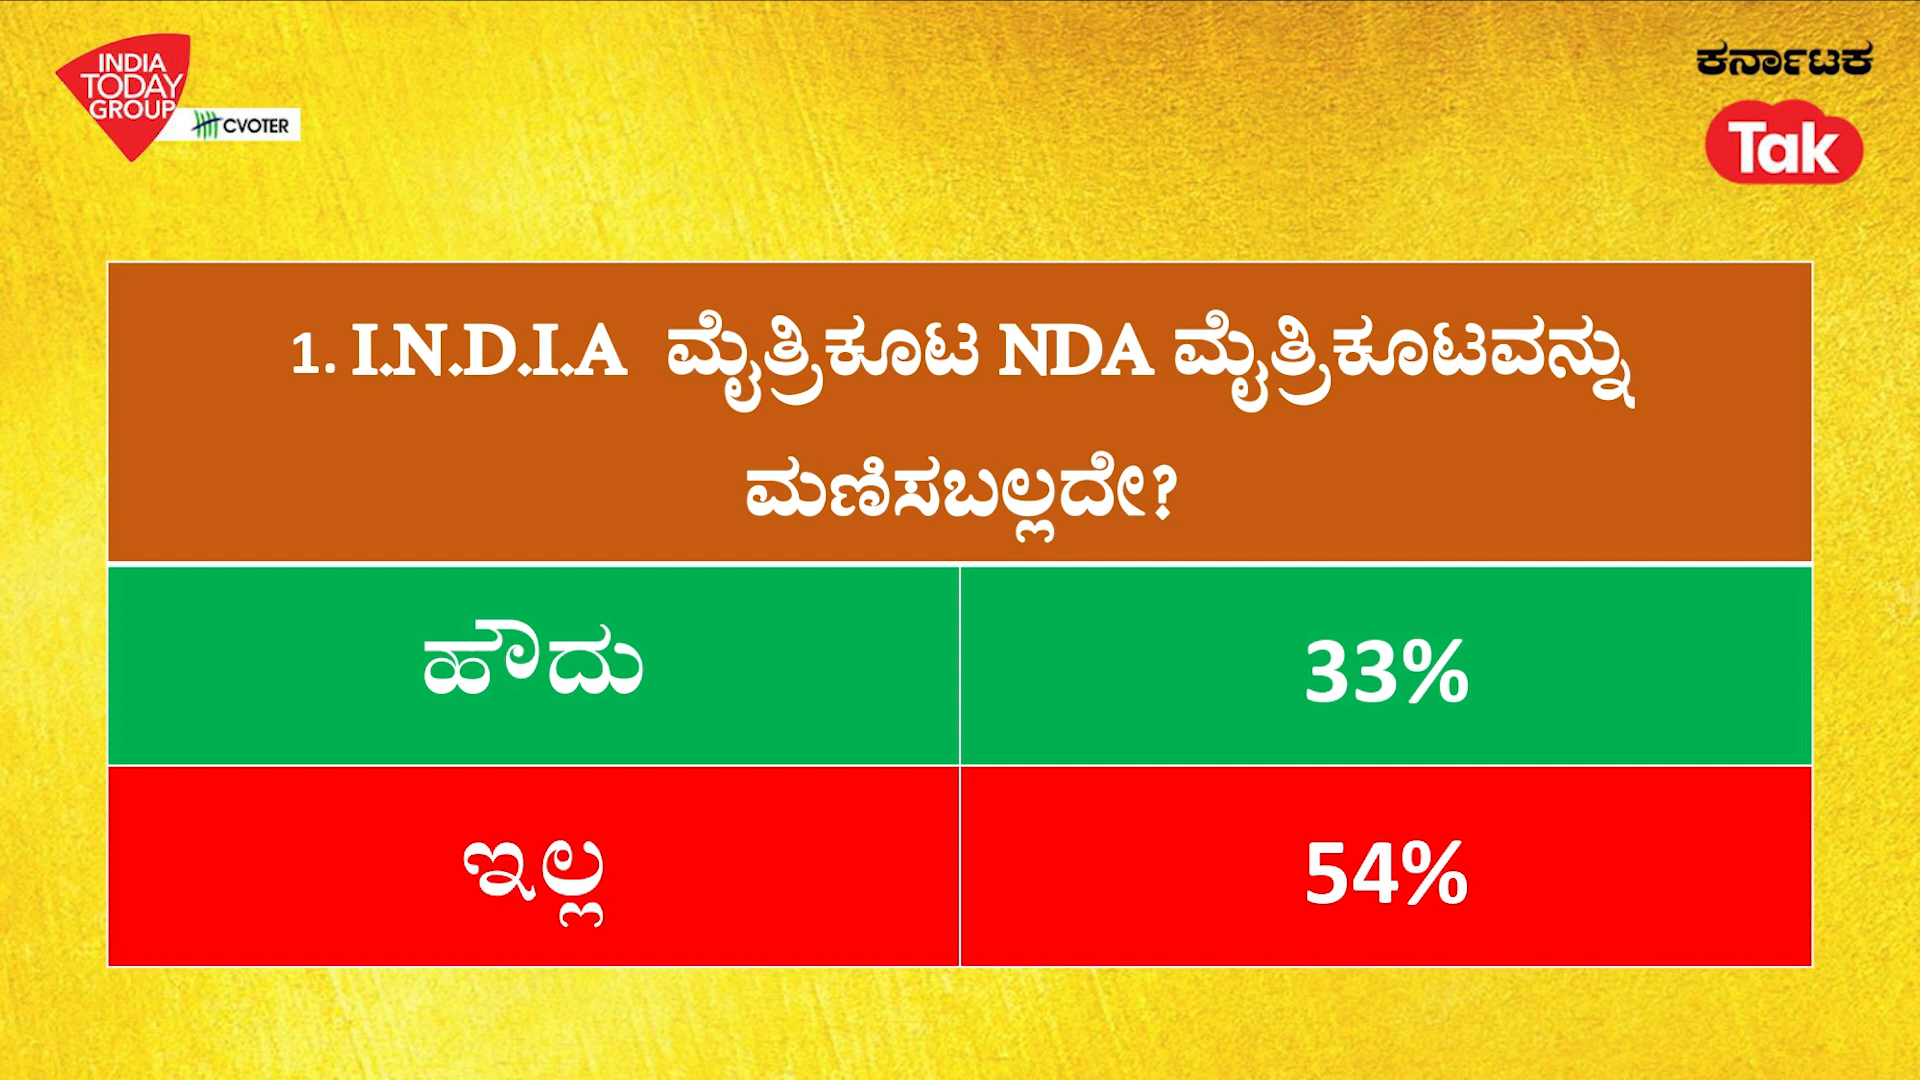 INDIA
TODAY
GROUP
CVOTER
ಕರ್ನಾಟಕ
Tak
1. I.N.D.I.A ಮೈತ್ರಿಕೂಟ NDA ಮೈತ್ರಿಕೂಟವನ್ನು
ಮಣಿಸಬಲ್ಲದೇ?
ಹೌದು 33%
ಇಲ್ಲ 54%